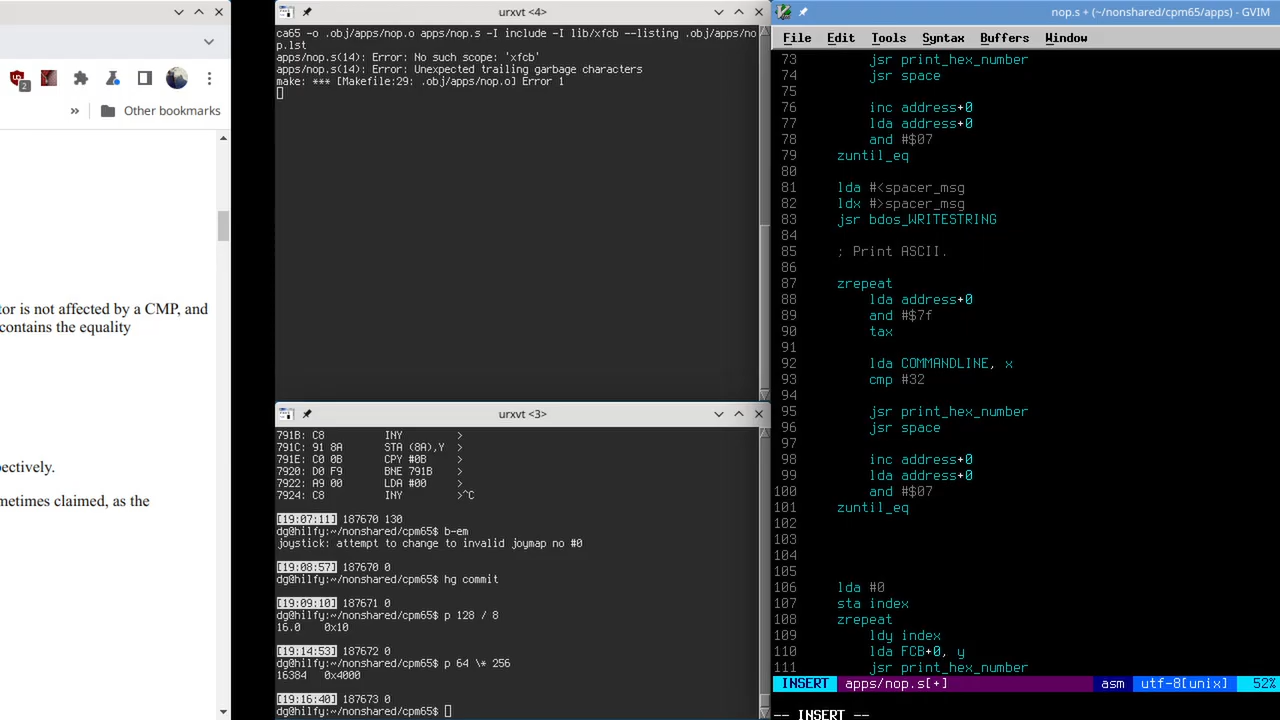 2
Other bookmarks
tor is not affected by a CMP, and
contains the equality
ectively.
metimes claimed, as the
urxvt <4>
ca65 -o .obj/apps/nop.o apps/nop.s -I include -I lib/xfcb --listing .obj/apps/no
p.lst
apps/nop.s(14): Error: No such scope: 'xfcb'
apps/nop.s(14): Error: Unexpected trailing garbage characters
make: *** [Makefile:29: .obj/apps/nop.o] Error 1
urxvt <3>
791B: C8 INY >
791C: 91 8A STA (8A),Y >
791E: C0 0B CPY #0B >
7920: D0 F9 BNE 791B >
7922: A9 00 LDA #00 >
7924: C8 INY >^C
[19:07:11] 187670 130
dg@hilfy:~/nonshared/cpm65$ b-em
joystick: attempt to change to invalid joymap no #0
[19:08:57] 187670 0
dg@hilfy:~/nonshared/cpm65$ hg commit
[19:09:10] 187671 0
dg@hilfy:~/nonshared/cpm65$ p 128 / 8
16.0 0x10
[19:14:53] 187672 0
dg@hilfy:~/nonshared/cpm65$ p 64 \* 256
16384 0x4000
[19:16:40] 187673 0
dg@hilfy:~/nonshared/cpm65$
nop.s + (~/nonshared/cpm65/apps) - GVIM
File Edit Tools Syntax Buffers Window
73 jsr print_hex_number
74 jsr space
75
76 inc address+0
77 lda address+0
78 and #$07
79 zuntil_eq
80
81 lda #<spacer_msg
82 ldx #>spacer_msg
83 jsr bdos_WRITESTRING
84
85 ; Print ASCII.
86
87 zrepeat
88 lda address+0
89 and #$7f
90 tax
91
92 lda COMMANDLINE, x
93 cmp #32
94
95 jsr print_hex_number
96 jsr space
97
98 inc address+0
99 lda address+0
100 and #$07
101 zuntil_eq
102
103
104
105
106 lda #0
107 sta index
108 zrepeat
109 ldy index
110 lda FCB+0, y
111 jsr print_hex_number
INSERT apps/nop.s[+] asm utf-8[unix] 52%
-- INSERT --